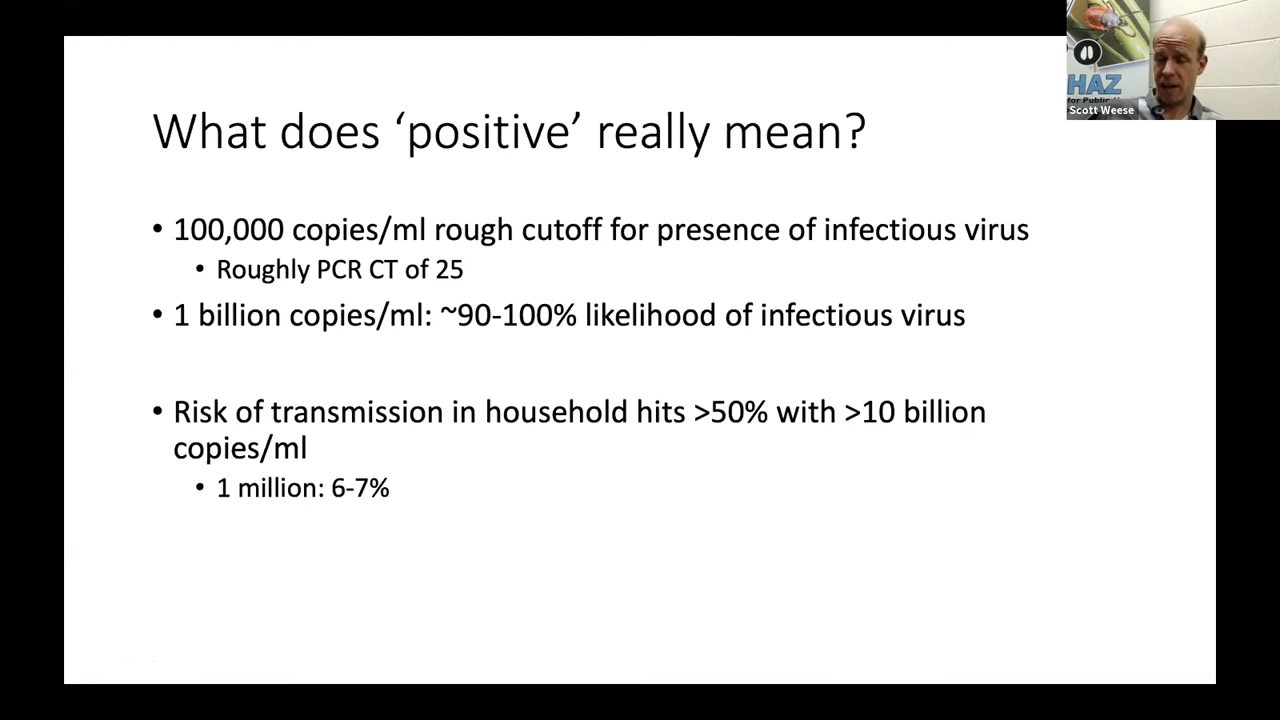 What does ‘positive’ really mean?
• 100,000 copies/ml rough cutoff for presence of infectious virus
• Roughly PCR CT of 25
• 1 billion copies/ml: ~90-100% likelihood of infectious virus
• Risk of transmission in household hits >50% with >10 billion
copies/ml
• 1 million: 6-7%
HAZ
for Public
Scott Weese